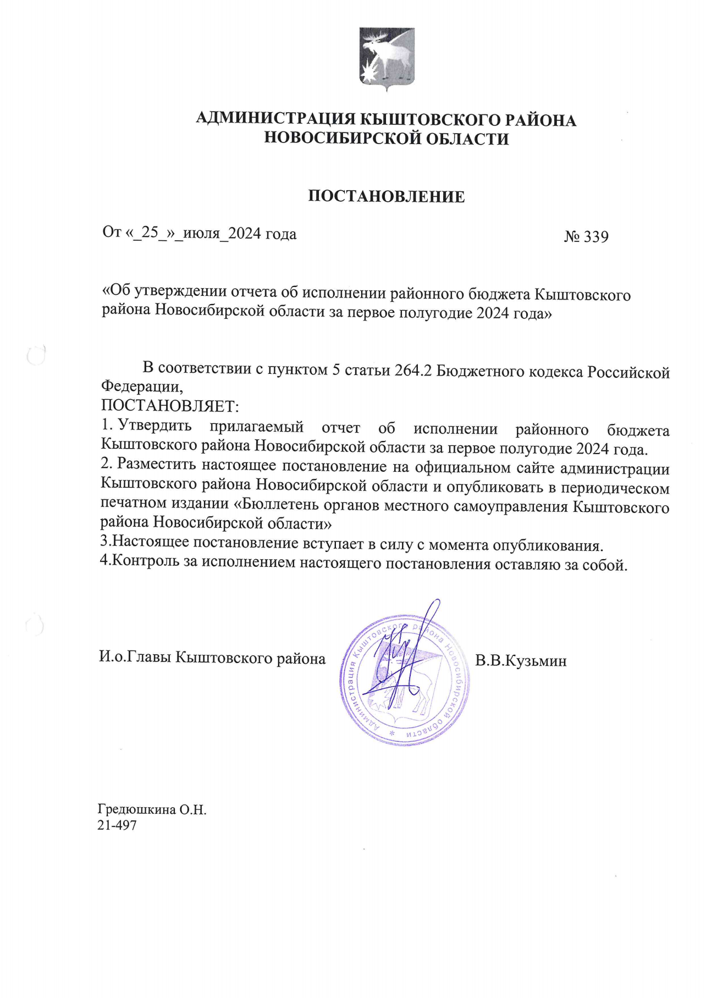 АДМИНИСТРАЦИЯ КЫШТОВСКОГО РАЙОНА
НОВОСИБИРСКОЙ ОБЛАСТИ
ПОСТАНОВЛЕНИЕ
От «_25_»_июля_2024 года № 339
«Об утверждении отчета об исполнении районного бюджета Кыштовского
района Новосибирской области за первое полугодие 2024 года»
В соответствии с пунктом 5 статьи 264.2 Бюджетного кодекса Российской
Федерации,
ПОСТАНОВЛЯЕТ:
1. Утвердить прилагаемый отчет об исполнении районного бюджета
Кыштовского района Новосибирской области за первое полугодие 2024 года.
2. Разместить настоящее постановление на официальном сайте администрации
Кыштовского района Новосибирской области и опубликовать в периодическом
печатном издании «Бюллетень органов местного самоуправления Кыштовского
района Новосибирской области»
3.Настоящее постановление вступает в силу с момента опубликования.
4.Контроль за исполнением настоящего постановления оставляю за собой.
И.о.Главы Кыштовского района В.В.Кузьмин
Администрация Кыштовского района Новосибирской области *
Гредюшкина О.Н.
21-497